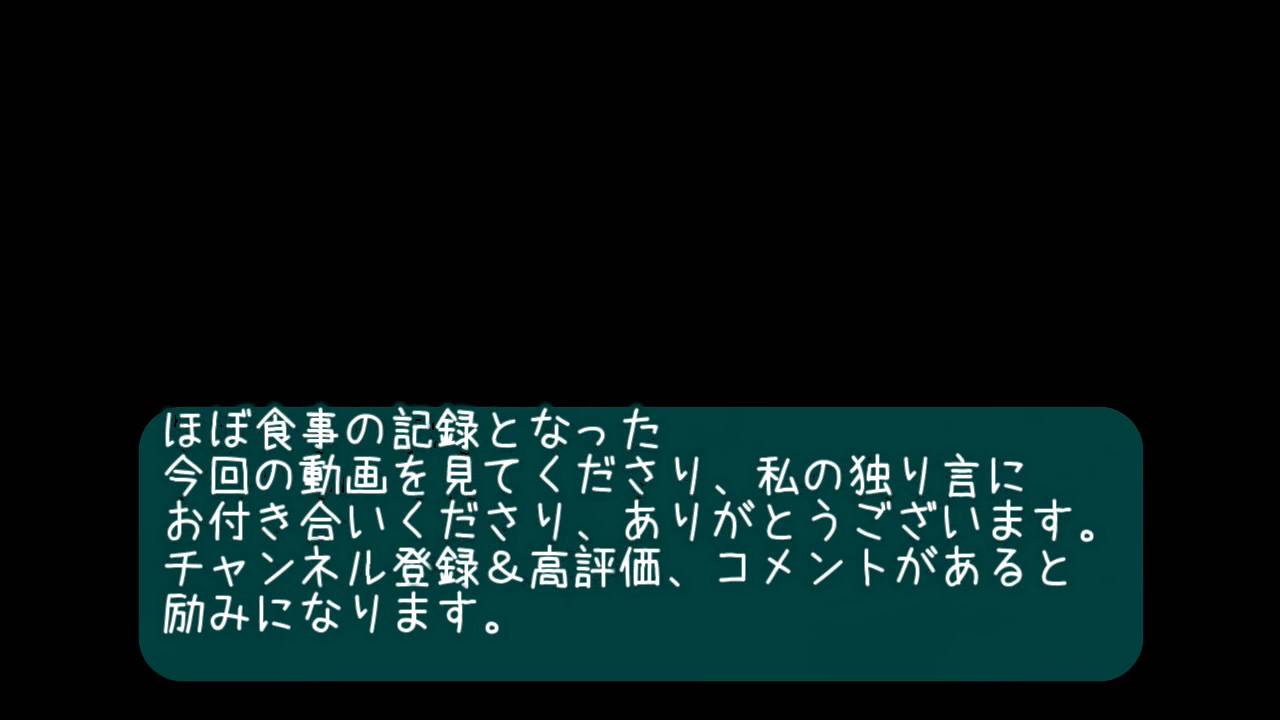 ほぼ食事の記録となった
今回の動画を見てくださり、私の独り言に
お付き合いくださり、ありがとうございます。
チャンネル登録＆高評価、コメントがあると
励みになります。